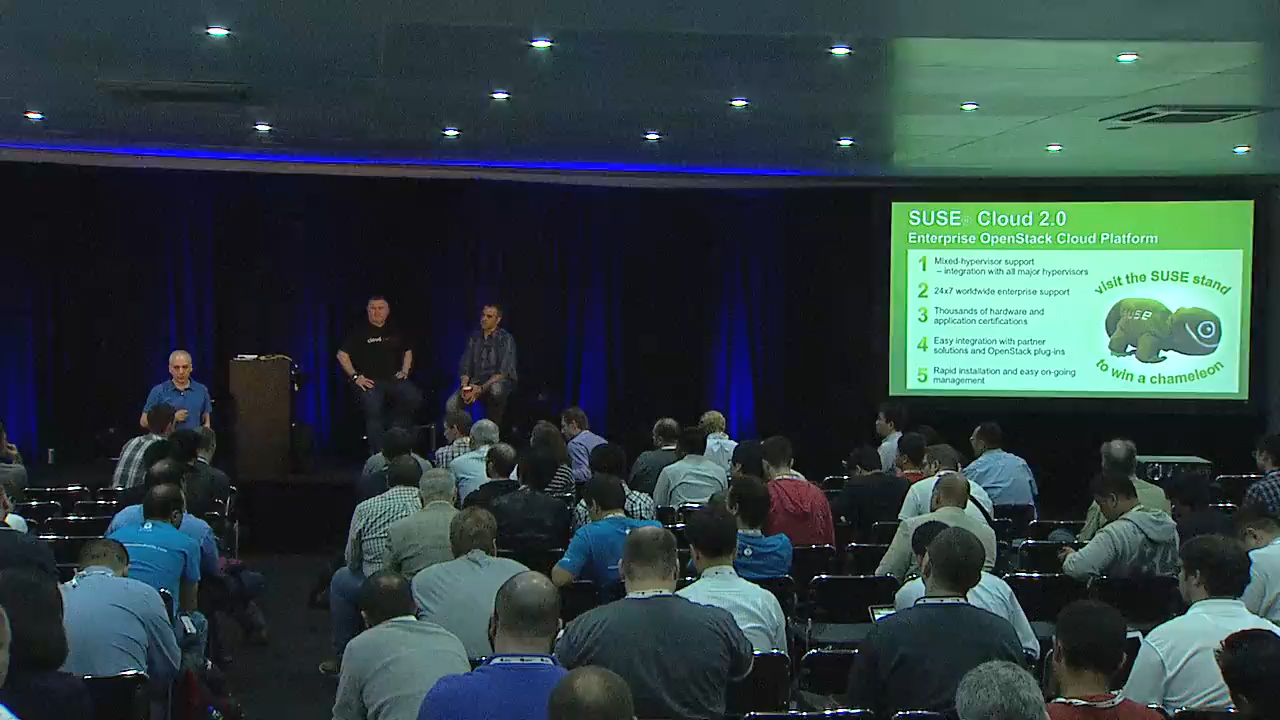 SUSE® Cloud 2.0
Enterprise OpenStack Cloud Platform
1 Mixed-hypervisor support
– integration with all major hypervisors
2 24x7 worldwide enterprise support
3 Thousands of hardware and
application certifications
4 Easy integration with partner
solutions and OpenStack plug-ins
5 Rapid installation and easy on-going
management
visit the SUSE stand
SUSE
to win a chameleon
cloud